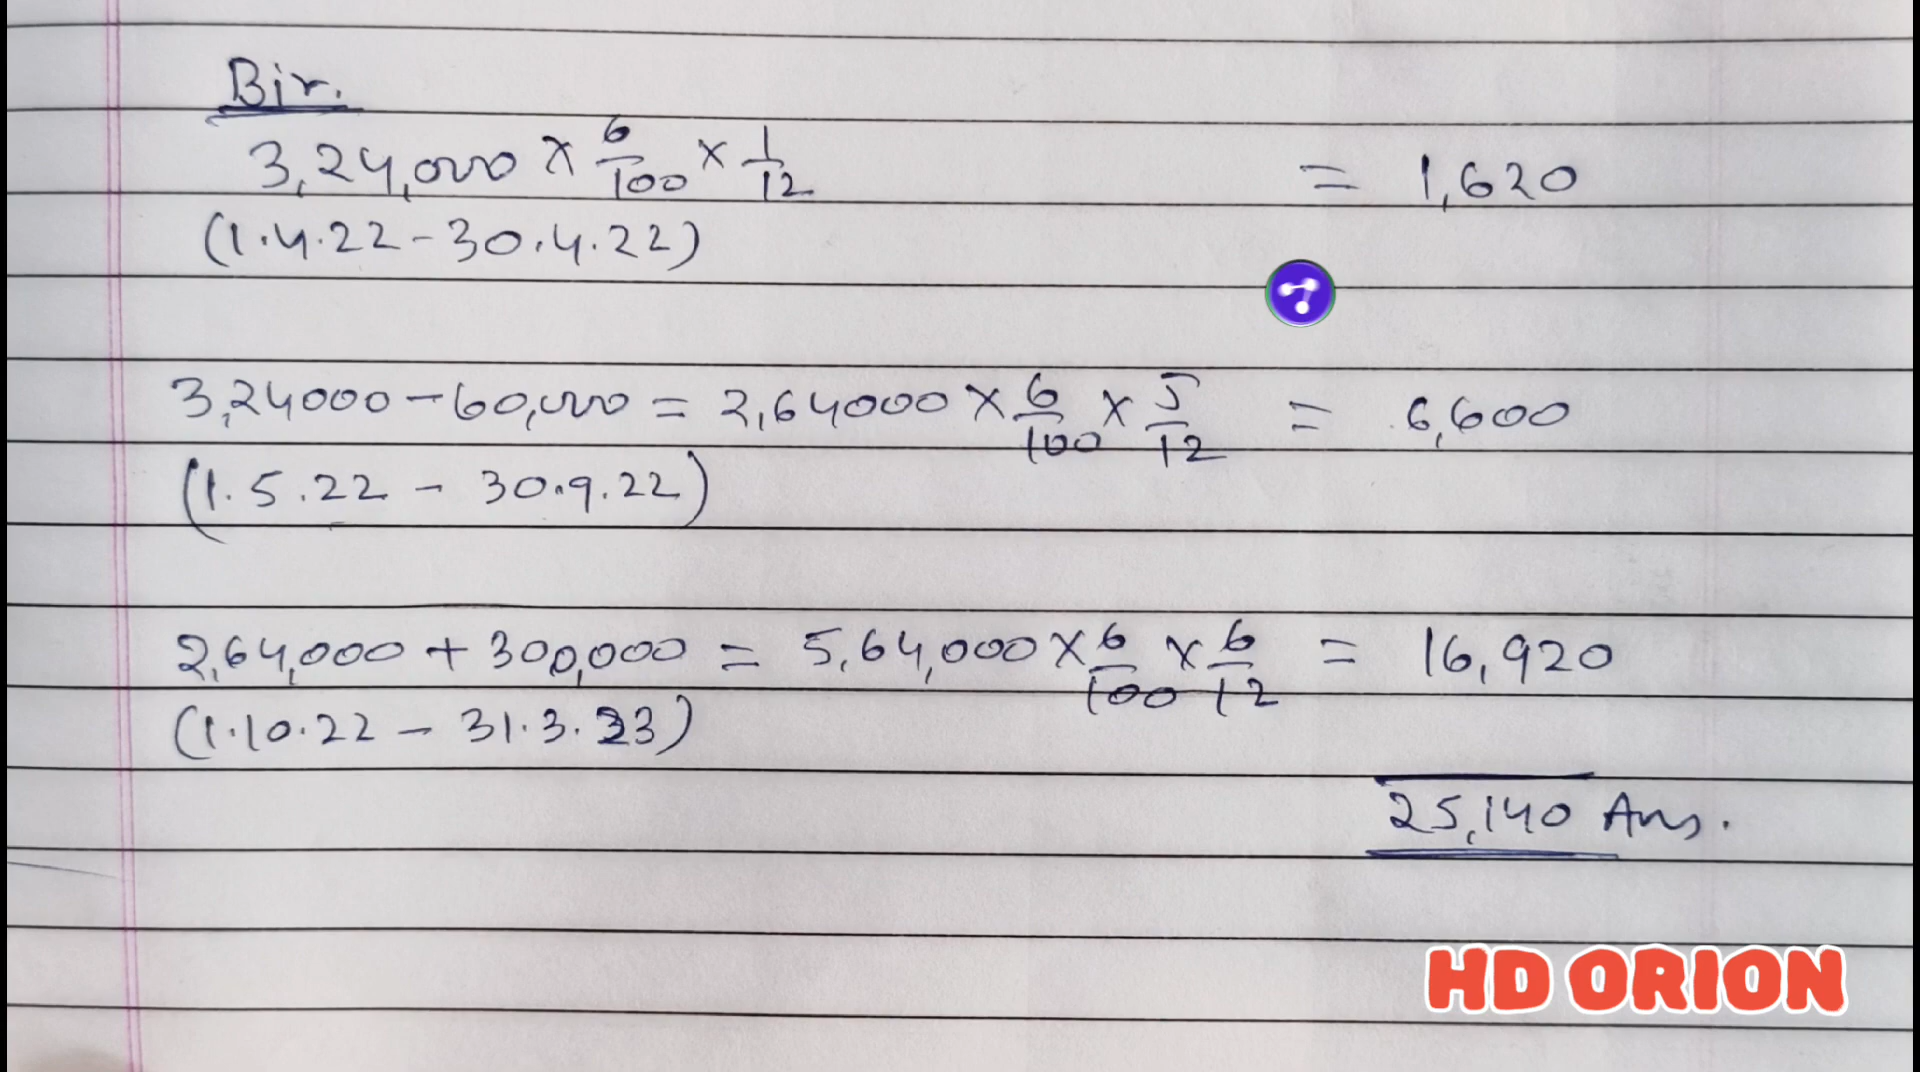 Bir.
3,24,000 × 6/100 × 1/12 = 1,620
(1.4.22 - 30.4.22)
3,24000 - 60,000 = 2,64000 × 6/100 × 5/12 = 6,600
(1.5.22 - 30.9.22)
2,64,000 + 300,000 = 5,64,000 × 6/100 × 6/12 = 16,920
(1.10.22 - 31.3.23)
25,140 Ans.
HD ORION